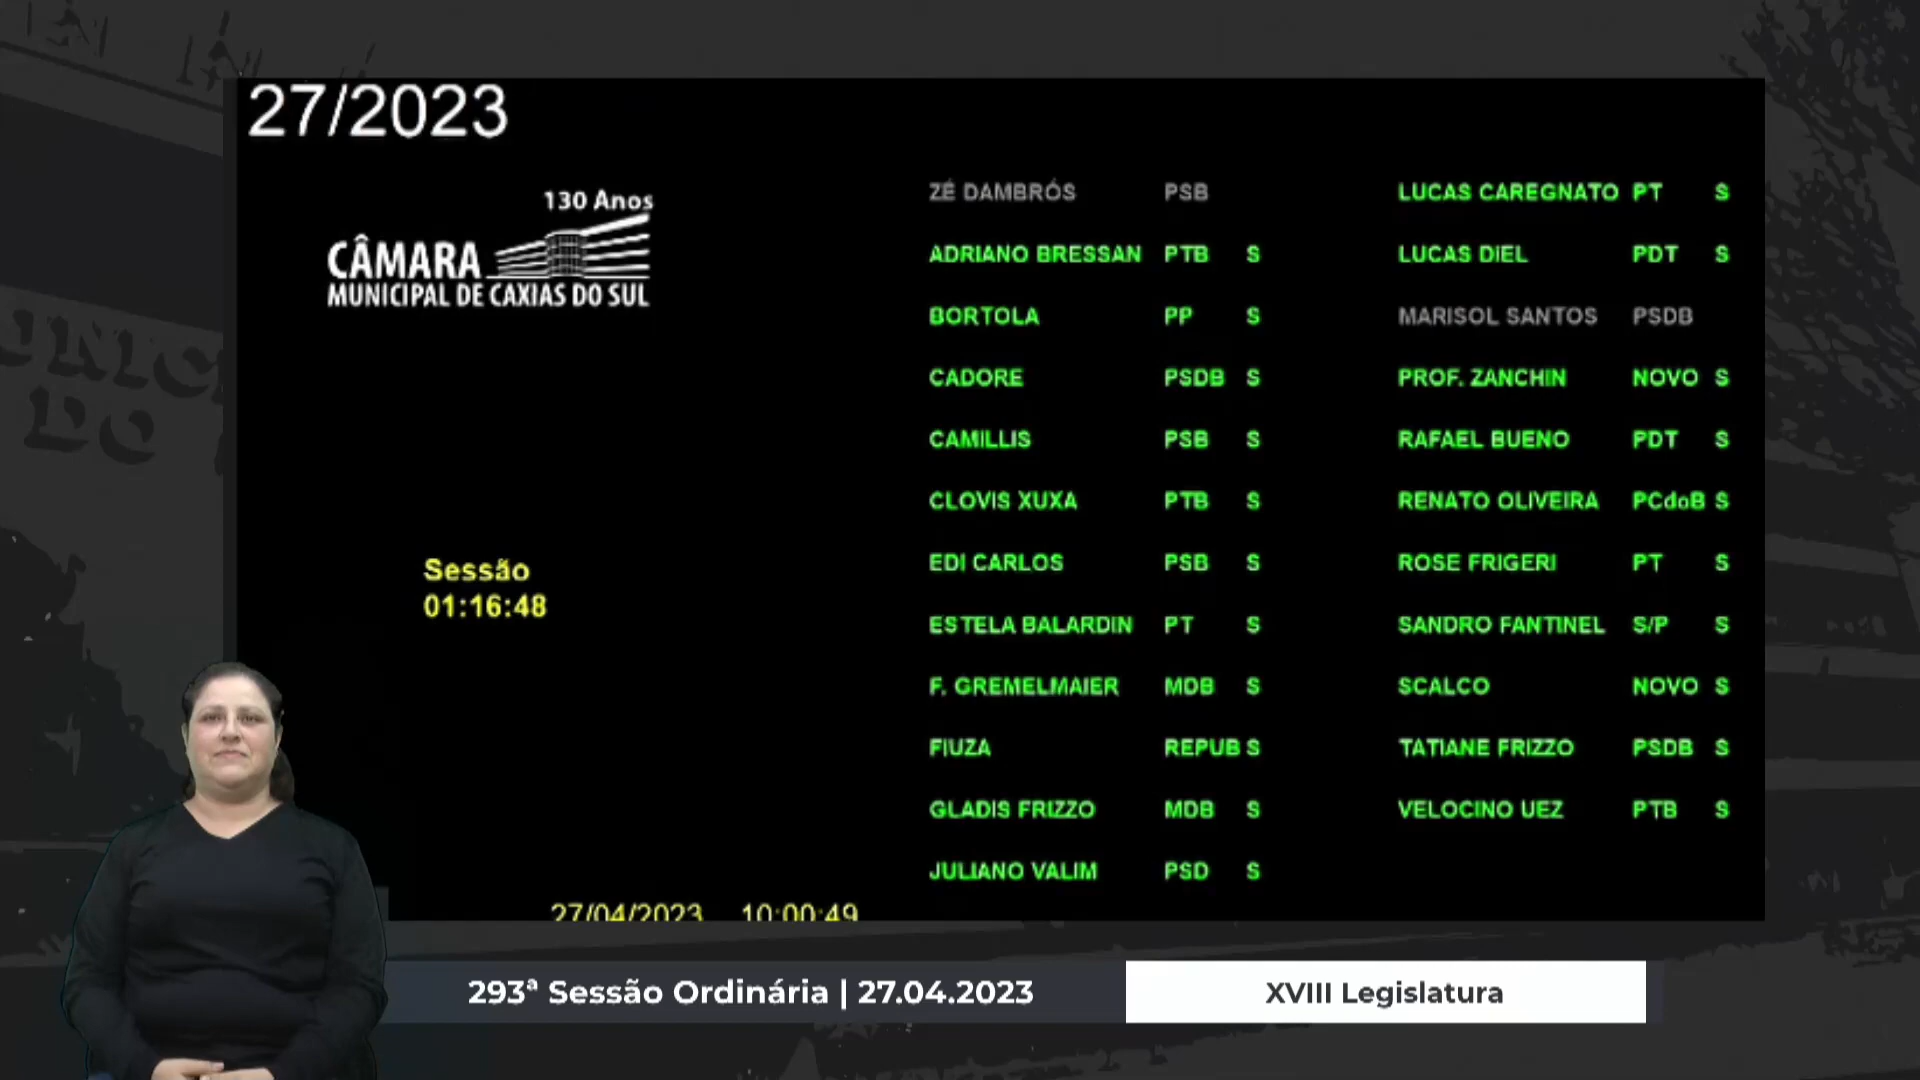 27/2023
130 Anos
CÂMARA
MUNICIPAL DE CAXIAS DO SUL
Sessão
01:16:48
27/04/2023 10:00:49
ZÉ DAMBRÓS PSB
ADRIANO BRESSAN PTB S
BORTOLA PP S
CADORE PSDB S
CAMILLIS PSB S
CLOVIS XUXA PTB S
EDI CARLOS PSB S
ESTELA BALARDIN PT S
F. GREMELMAIER MDB S
FIUZA REPUB S
GLADIS FRIZZO MDB S
JULIANO VALIM PSD S
LUCAS CAREGNATO PT S
LUCAS DIEL PDT S
MARISOL SANTOS PSDB
PROF. ZANCHIN NOVO S
RAFAEL BUENO PDT S
RENATO OLIVEIRA PCdoB S
ROSE FRIGERI PT S
SANDRO FANTINEL S/P S
SCALCO NOVO S
TATIANE FRIZZO PSDB S
VELOCINO UEZ PTB S
293ª Sessão Ordinária | 27.04.2023
XVIII Legislatura